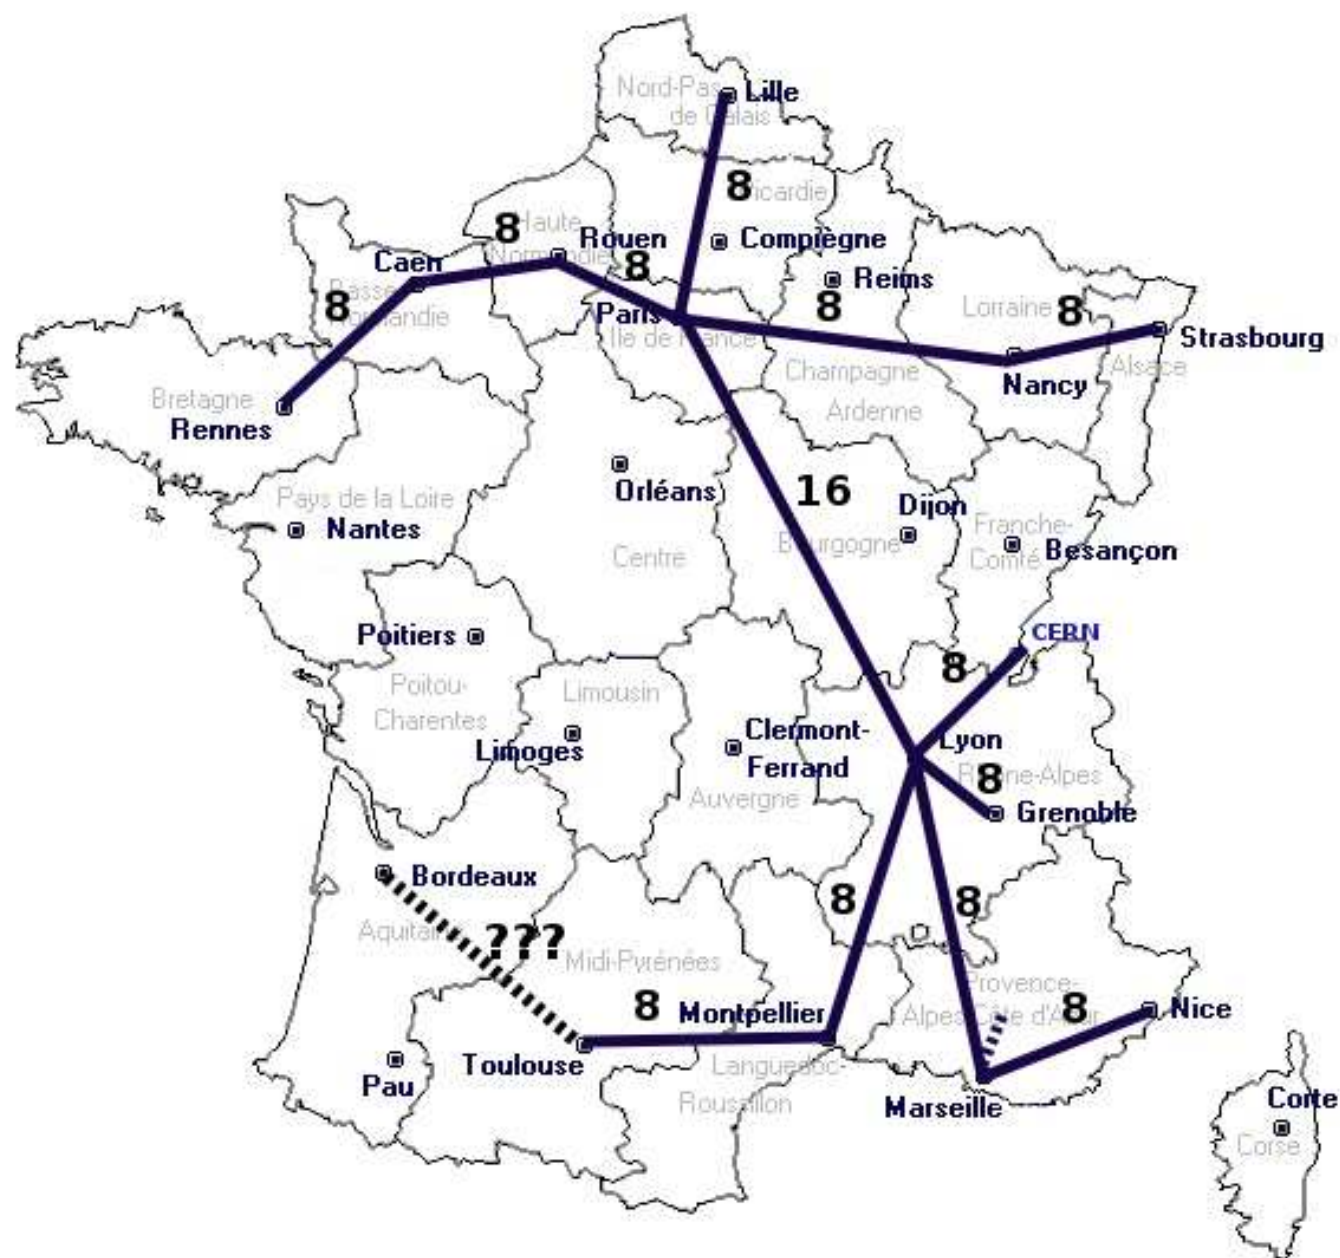 Nord-Pas
de Calais
Lille
8
Picardie
8
Haute
Normandie
Rouen
Compiègne
Caen
8
Reims
8
Basse
Normandie
8
Lorraine
8
Paris
Ile de France
Strasbourg
Champagne
Ardenne
Nancy
Alsace
Bretagne
Rennes
Orléans
16
Dijon
Pays de la Loire
Nantes
Centre
Bourgogne
Franche-
Comté
Besançon
Poitiers
CERN
8
Poitou-
Charentes
Limousin
Limoges
Clermont-
Ferrand
Auvergne
Lyon
Rhône-Alpes
8
Grenoble
Bordeaux
8
8
Aquitaine
???
Midi-Pyrénées
Provence-
Alpes Côte d'Azur
8
Nice
8
Montpellier
Toulouse
Languedoc-
Roussillon
Pau
Marseille
Corte
Corse